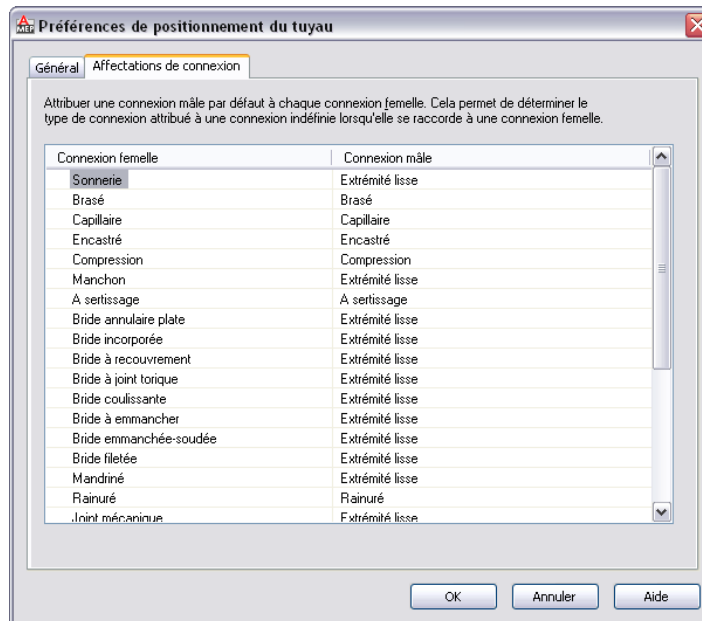 Préférences de positionnement du tuyau
Général Affectations de connexion
Attribuer une connexion mâle par défaut à chaque connexion femelle. Cela permet de déterminer le
type de connexion attribué à une connexion indéfinie lorsqu'elle se raccorde à une connexion femelle.
Connexion femelle Connexion mâle
Sonnerie Extrémité lisse
Brasé Brasé
Capillaire Capillaire
Encastré Encastré
Compression Compression
Manchon Extrémité lisse
A sertissage A sertissage
Bride annulaire plate Extrémité lisse
Bride incorporée Extrémité lisse
Bride à recouvrement Extrémité lisse
Bride à joint torique Extrémité lisse
Bride coulissante Extrémité lisse
Bride à emmancher Extrémité lisse
Bride emmanchée-soudée Extrémité lisse
Bride filetée Extrémité lisse
Mandriné Extrémité lisse
Rainuré Rainuré
Joint mécanique Extrémité lisse
OK Annuler Aide